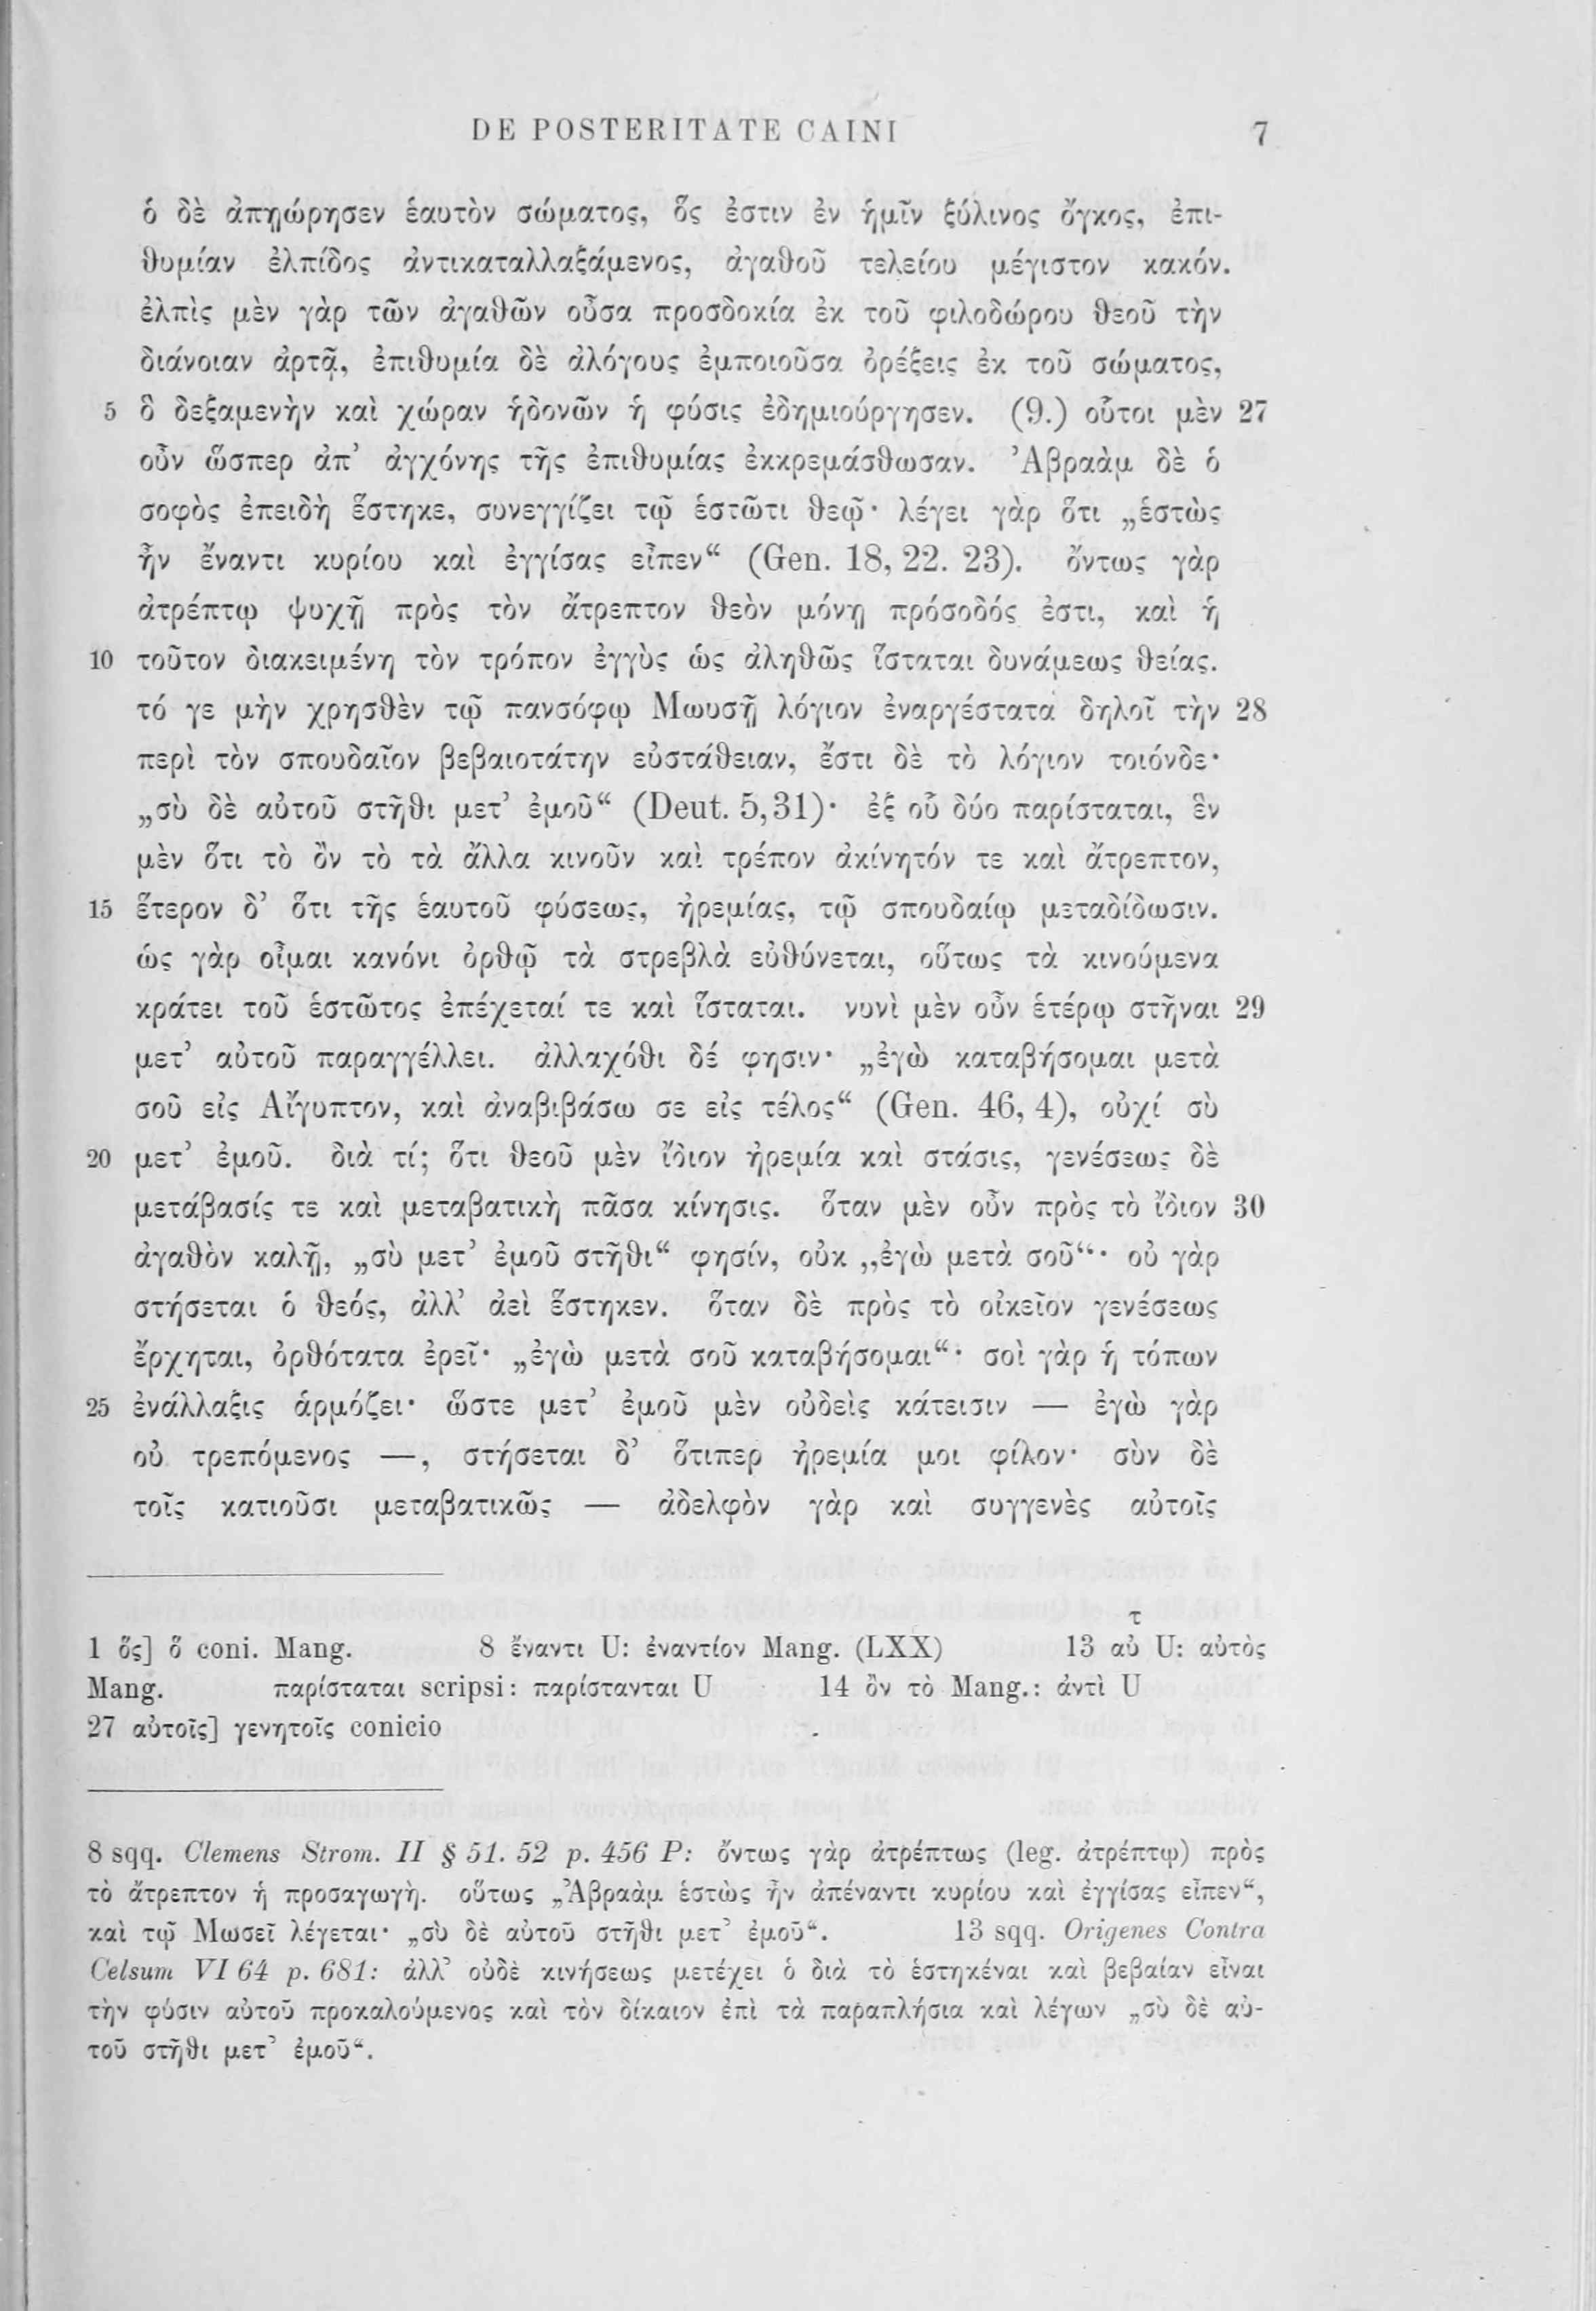 DE POSTERITATE CAINI 7
ὁ δὲ ἀπῃώρησεν ἑαυτὸν σώματος, ὅς ἐστιν ἐν ἡμῖν ξύλινος ὄγκος, ἐπι-
θυμίαν ἐλπίδος ἀντικαταλλαξάμενος, ἀγαθοῦ τελείου μέγιστον κακόν.
ἐλπὶς μὲν γὰρ τῶν ἀγαθῶν οὖσα προσδοκία ἐκ τοῦ φιλοδώρου θεοῦ τὴν
διάνοιαν ἀρτᾷ, ἐπιθυμία δὲ ἀλόγους ἐμποιοῦσα ὀρέξεις ἐκ τοῦ σώματος,
5 ὃ δεξαμενὴν καὶ χώραν ἡδονῶν ἡ φύσις ἐδημιούργησεν. (9.) οὗτοι μὲν 27
οὖν ὥσπερ ἀπ’ ἀγχόνης τῆς ἐπιθυμίας ἐκκρεμάσθωσαν. Ἀβραὰμ δὲ ὁ
σοφὸς ἐπειδὴ ἕστηκε, συνεγγίζει τῷ ἑστῶτι θεῷ· λέγει γὰρ ὅτι „ἑστὼς
ἦν ἔναντι κυρίου καὶ ἐγγίσας εἶπεν“ (Gen. 18, 22. 23). ὄντως γὰρ
ἀτρέπτῳ ψυχῇ πρὸς τὸν ἄτρεπτον θεὸν μόνῃ πρόσοδός ἐστι, καὶ ἡ
10 τοῦτον διακειμένη τὸν τρόπον ἐγγὺς ὡς ἀληθῶς ἵσταται δυνάμεως θείας.
τό γε μὴν χρησθὲν τῷ πανσόφῳ Μωυσῇ λόγιον ἐναργέστατα δηλοῖ τὴν 28
περὶ τὸν σπουδαῖον βεβαιοτάτην εὐστάθειαν, ἔστι δὲ τὸ λόγιον τοιόνδε·
„σὺ δὲ αὐτοῦ στῆθι μετ’ ἐμοῦ“ (Deut. 5,31)· ἐξ οὗ δύο παρίσταται, ἓν
μὲν ὅτι τὸ ὂν τὸ τὰ ἄλλα κινοῦν καὶ τρέπον ἀκίνητόν τε καὶ ἄτρεπτον,
15 ἕτερον δ’ ὅτι τῆς ἑαυτοῦ φύσεως, ἠρεμίας, τῷ σπουδαίῳ μεταδίδωσιν.
ὡς γὰρ οἶμαι κανόνι ὀρθῷ τὰ στρεβλὰ εὐθύνεται, οὕτως τὰ κινούμενα
κράτει τοῦ ἑστῶτος ἐπέχεταί τε καὶ ἵσταται. νυνὶ μὲν οὖν ἑτέρῳ στῆναι 29
μετ’ αὐτοῦ παραγγέλλει. ἀλλαχόθι δέ φησιν· „ἐγὼ καταβήσομαι μετὰ
σοῦ εἰς Αἴγυπτον, καὶ ἀναβιβάσω σε εἰς τέλος“ (Gen. 46, 4), οὐχί σὺ
20 μετ’ ἐμοῦ. διὰ τί; ὅτι θεοῦ μὲν ἴδιον ἠρεμία καὶ στάσις, γενέσεως δὲ
μετάβασίς τε καὶ μεταβατικὴ πᾶσα κίνησις. ὅταν μὲν οὖν πρὸς τὸ ἴδιον 30
ἀγαθὸν καλῇ, „σὺ μετ’ ἐμοῦ στῆθι“ φησίν, οὐκ „ἐγὼ μετὰ σοῦ“· οὐ γὰρ
στήσεται ὁ θεός, ἀλλ’ ἀεὶ ἕστηκεν. ὅταν δὲ πρὸς τὸ οἰκεῖον γενέσεως
ἔρχηται, ὀρθότατα ἐρεῖ· „ἐγὼ μετὰ σοῦ καταβήσομαι“· σοὶ γὰρ ἡ τόπων
25 ἐνάλλαξις ἁρμόζει· ὥστε μετ’ ἐμοῦ μὲν οὐδεὶς κάτεισιν — ἐγὼ γὰρ
οὐ τρεπόμενος —, στήσεται δ’ ὅτιπερ ἠρεμία μοι φίλον· σὺν δὲ
τοῖς κατιοῦσι μεταβατικῶς — ἀδελφὸν γὰρ καὶ συγγενὲς αὐτοῖς
1 ὅς] ὅ coni. Mang. 8 ἔναντι U: ἐναντίον Mang. (LXX) 13 αὐτ U: αὐτὸς
Mang. παρίσταται scripsi: παρίστανται U 14 ὂν τὸ Mang.: ἀντὶ U
27 αὐτοῖς] γενητοῖς conicio
8 sqq. Clemens Strom. II § 51. 52 p. 456 P: ὄντως γὰρ ἀτρέπτως (leg. ἀτρέπτῳ) πρὸς
τὸ ἄτρεπτον ἡ προσαγωγή. οὕτως „Ἀβραὰμ ἑστὼς ἦν ἀπέναντι κυρίου καὶ ἐγγίσας εἶπεν“,
καὶ τῷ Μωσεῖ λέγεται· „σὺ δὲ αὐτοῦ στῆθι μετ’ ἐμοῦ“. 13 sqq. Origenes Contra
Celsum VI 64 p. 681: ἀλλ’ οὐδὲ κινήσεως μετέχει ὁ διὰ τὸ ἑστηκέναι καὶ βεβαίαν εἶναι
τὴν φύσιν αὐτοῦ προκαλούμενος καὶ τὸν δίκαιον ἐπὶ τὰ παραπλήσια καὶ λέγων „σὺ δὲ αὐ-
τοῦ στῆθι μετ’ ἐμοῦ“.